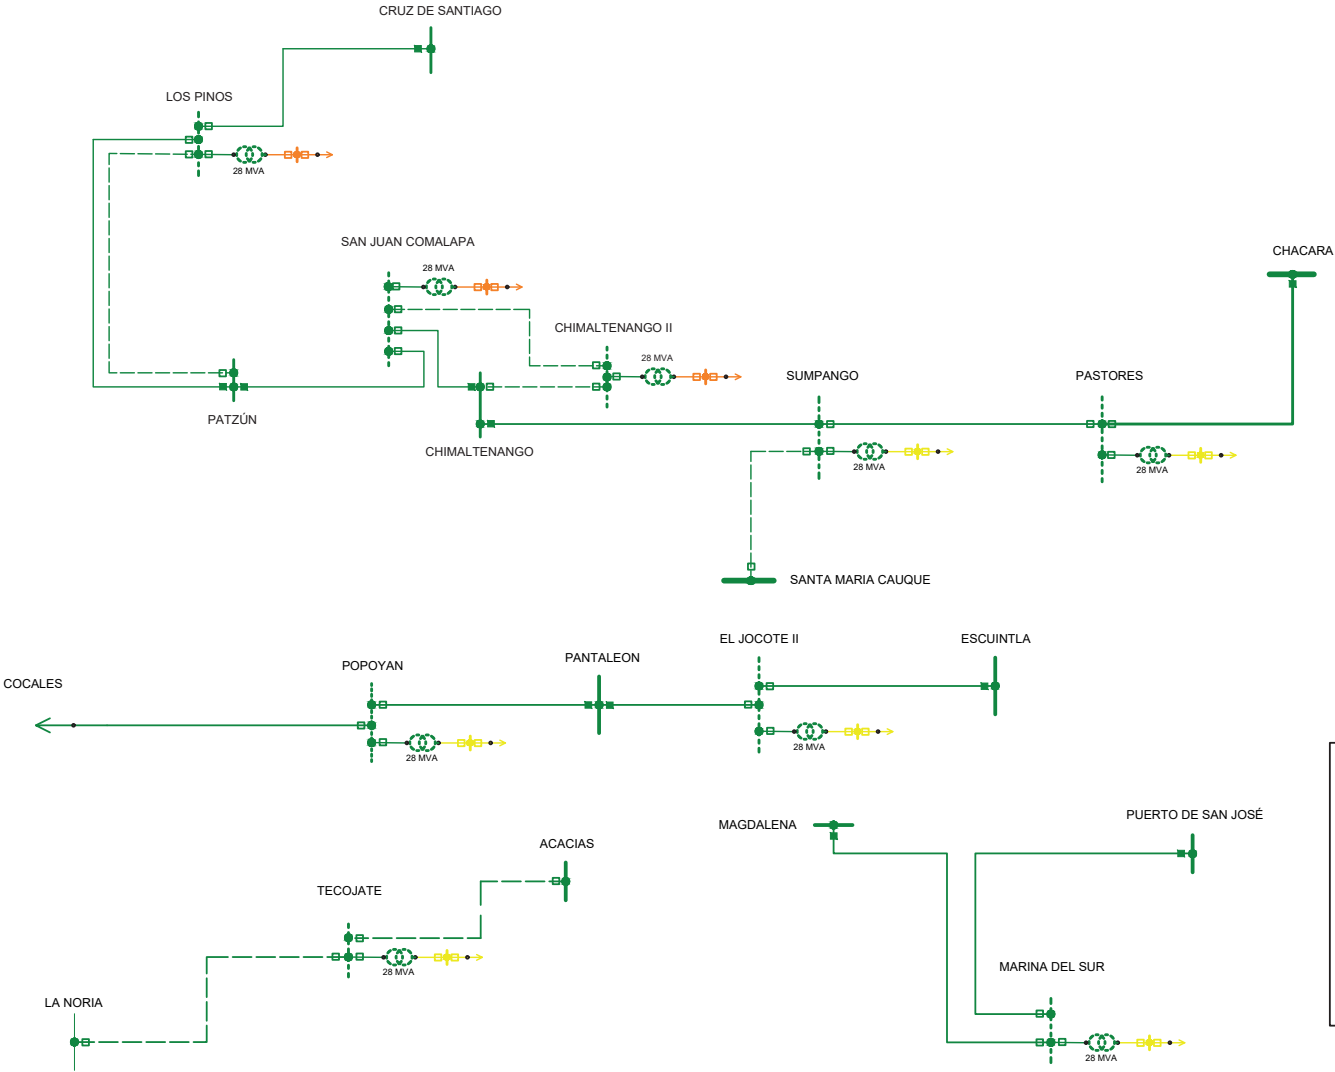 CRUZ DE SANTIAGO
LOS PINOS
28 MVA
SAN JUAN COMALAPA
28 MVA
CHACARA
CHIMALTENANGO II
28 MVA
SUMPANGO
PASTORES
PATZÚN
CHIMALTENANGO
28 MVA
28 MVA
SANTA MARIA CAUQUE
EL JOCOTE II
ESCUINTLA
PANTALEON
POPOYAN
COCALES
28 MVA
28 MVA
MAGDALENA
PUERTO DE SAN JOSÉ
ACACIAS
TECOJATE
28 MVA
MARINA DEL SUR
LA NORIA
28 MVA